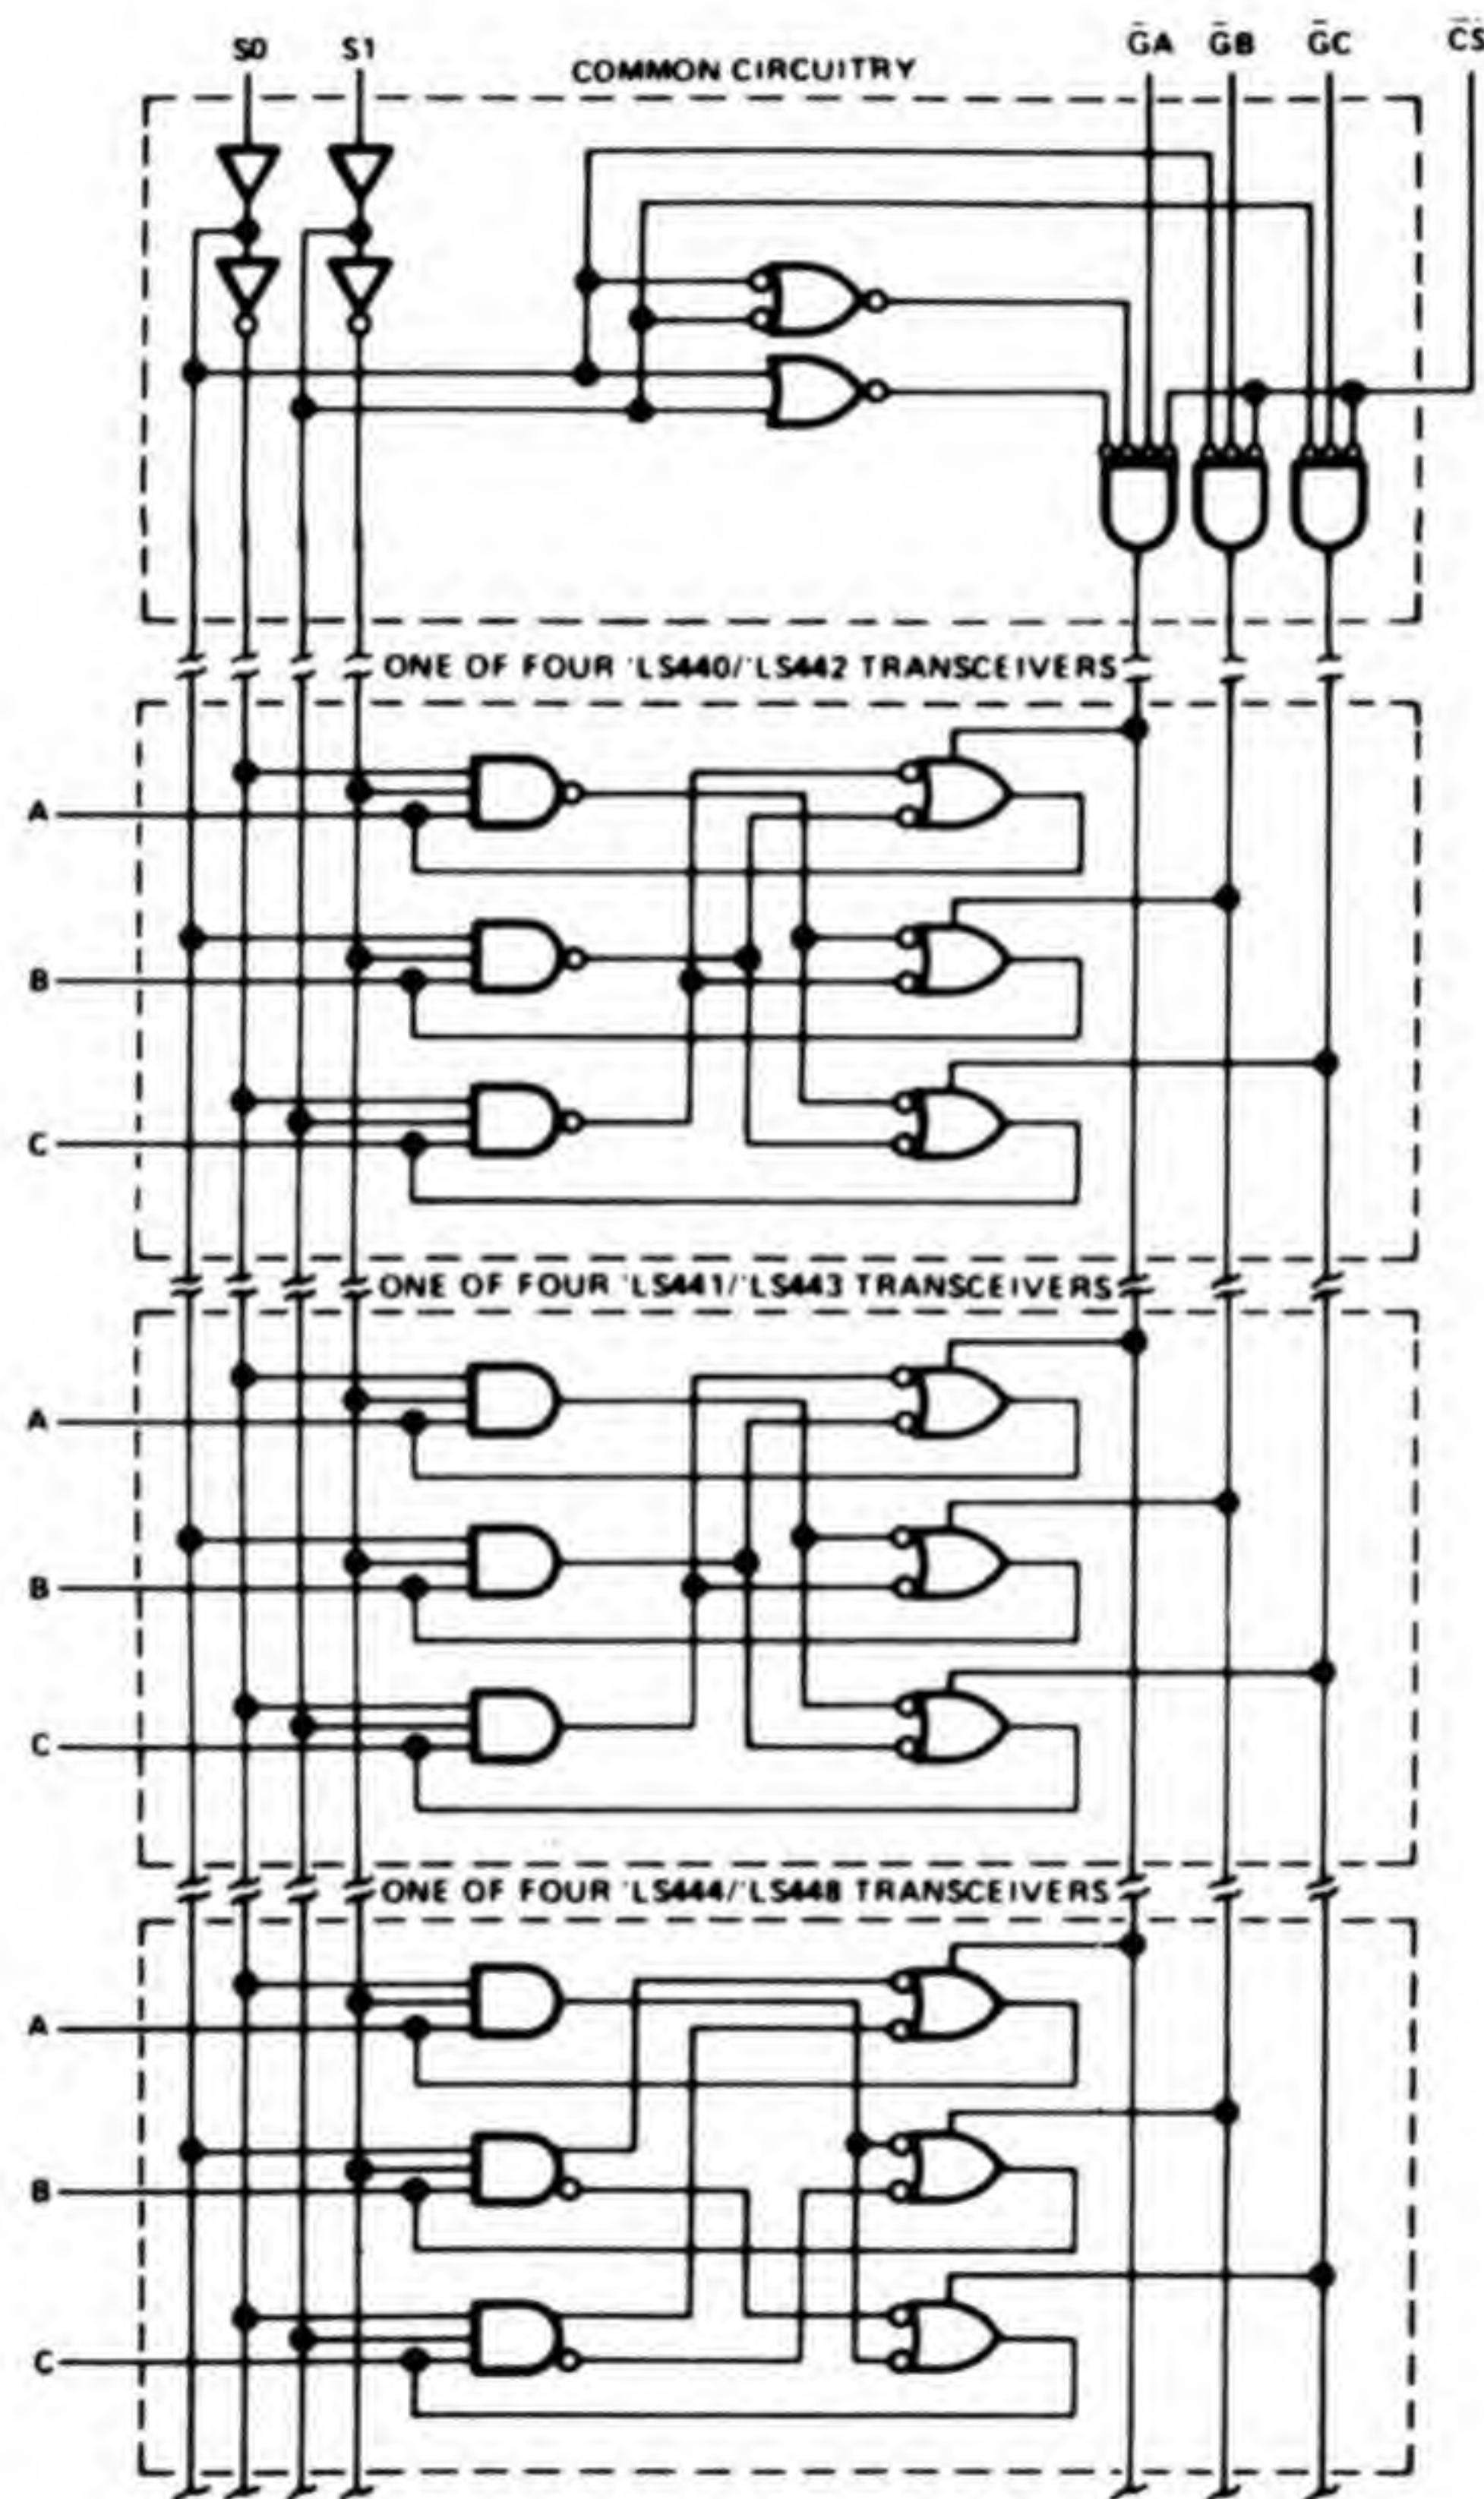 S0 S1 ḠA ḠB ḠC C̄S̄
COMMON CIRCUITRY
ONE OF FOUR 'LS440/'LS442 TRANSCEIVERS
A
B
C
ONE OF FOUR 'LS441/'LS443 TRANSCEIVERS
A
B
C
ONE OF FOUR 'LS444/'LS448 TRANSCEIVERS
A
B
C